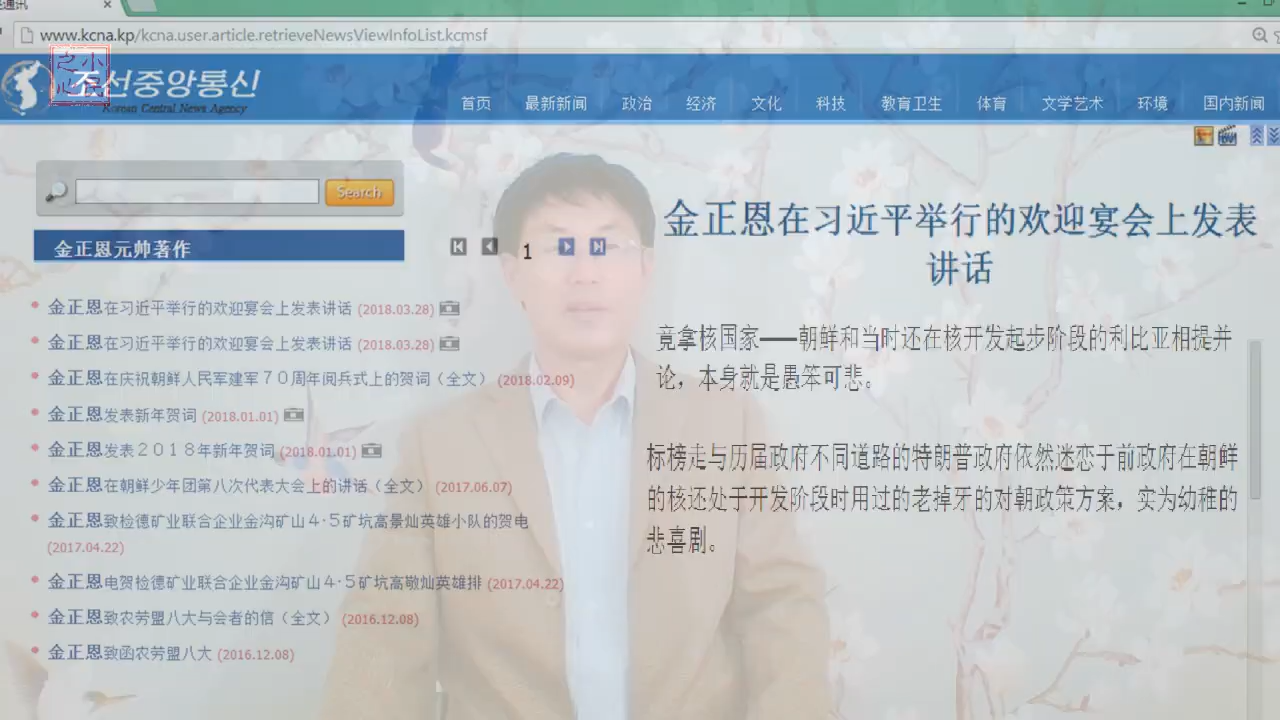 通讯
www.kcna.kp/kcna.user.article.retrieveNewsViewInfoList.kcmsf
小民之心
조선중앙통신
Korean Central News Agency
首页 最新新闻 政治 经济 文化 科技 教育卫生 体育 文学艺术 环境 国内新闻
Search
金正恩元帅著作
1
金正恩在习近平举行的欢迎宴会上发表讲话 (2018.03.28)
金正恩在习近平举行的欢迎宴会上发表讲话 (2018.03.28)
金正恩在庆祝朝鲜人民军建军７０周年阅兵式上的贺词（全文） (2018.02.09)
金正恩发表新年贺词 (2018.01.01)
金正恩发表２０１８年新年贺词 (2018.01.01)
金正恩在朝鲜少年团第八次代表大会上的讲话（全文） (2017.06.07)
金正恩致检德矿业联合企业金沟矿山４·５矿坑高景灿英雄小队的贺电
(2017.04.22)
金正恩电贺检德矿业联合企业金沟矿山４·５矿坑高敬灿英雄排 (2017.04.22)
金正恩致农劳盟八大与会者的信（全文） (2016.12.08)
金正恩致函农劳盟八大 (2016.12.08)
金正恩在习近平举行的欢迎宴会上发表
讲话
竟拿核国家——朝鲜和当时还在核开发起步阶段的利比亚相提并
论，本身就是愚笨可悲。
标榜走与历届政府不同道路的特朗普政府依然迷恋于前政府在朝鲜
的核还处于开发阶段时用过的老掉牙的对朝政策方案，实为幼稚的
悲喜剧。